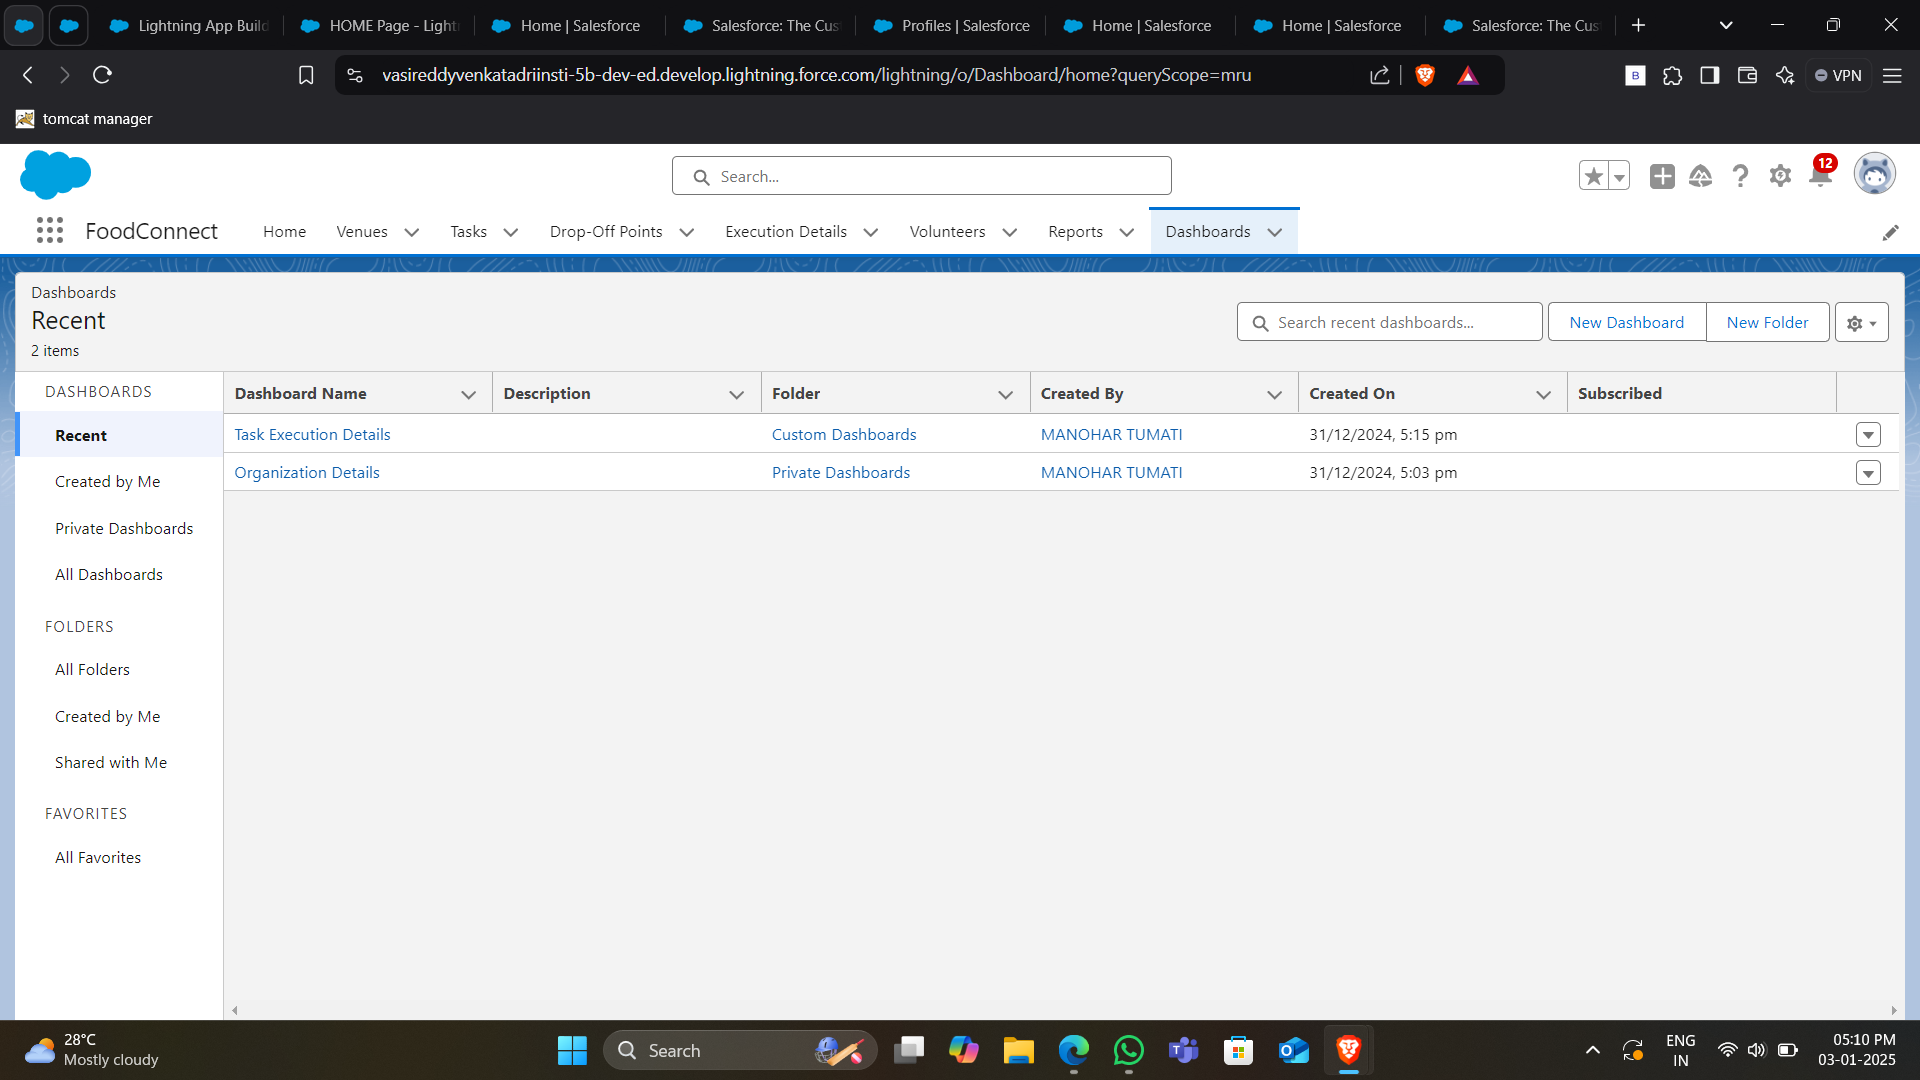 Lightning App Build
HOME Page - Light
Home | Salesforce
Salesforce: The Cus
Profiles | Salesforce
Home | Salesforce
Home | Salesforce
Salesforce: The Cus
vasireddyvenkatadriinsti-5b-dev-ed.develop.lightning.force.com/lightning/o/Dashboard/home?queryScope=mru
B
VPN
tomcat manager
Search...
12
FoodConnect
Home
Venues
Tasks
Drop-Off Points
Execution Details
Volunteers
Reports
Dashboards
Dashboards
Recent
2 items
Search recent dashboards...
New Dashboard
New Folder
DASHBOARDS
Recent
Created by Me
Private Dashboards
All Dashboards
FOLDERS
All Folders
Created by Me
Shared with Me
FAVORITES
All Favorites
Dashboard Name Description Folder Created By Created On Subscribed
Task Execution Details Custom Dashboards MANOHAR TUMATI 31/12/2024, 5:15 pm
Organization Details Private Dashboards MANOHAR TUMATI 31/12/2024, 5:03 pm
28°C
Mostly cloudy
Search
ENG
IN
05:10 PM
03-01-2025